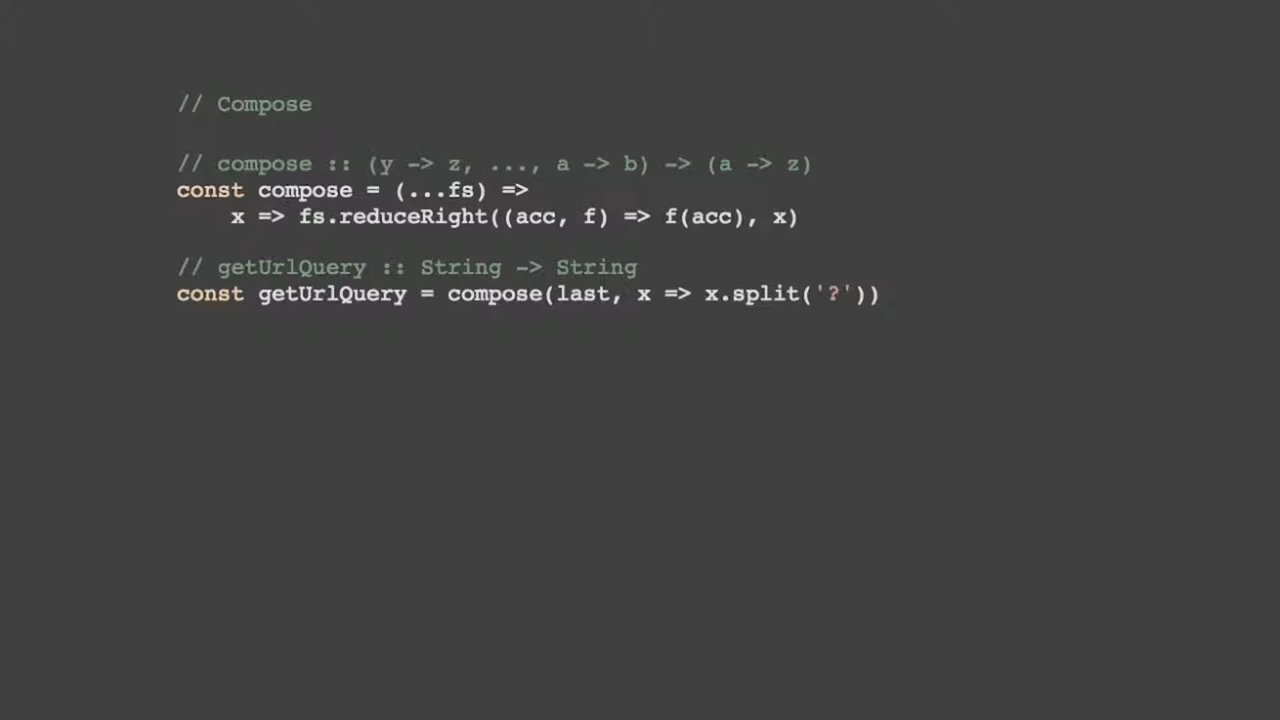 // Compose
// compose :: (y -> z, ..., a -> b) -> (a -> z)
const compose = (...fs) =>
x => fs.reduceRight((acc, f) => f(acc), x)
// getUrlQuery :: String -> String
const getUrlQuery = compose(last, x => x.split('?'))